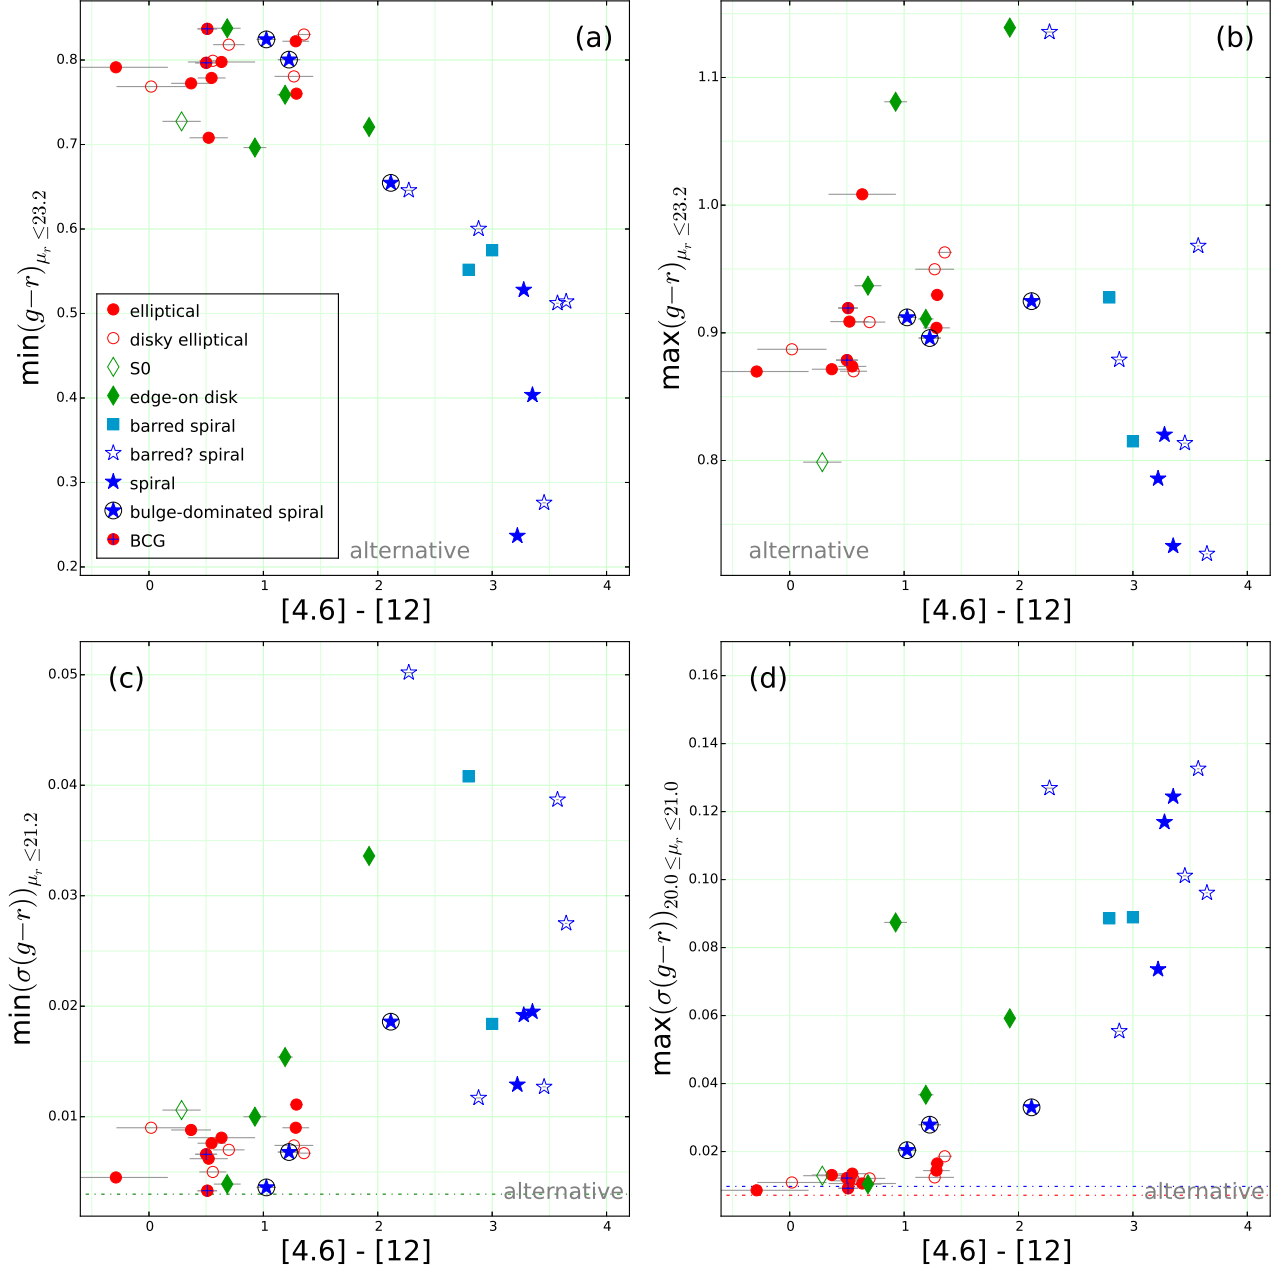 (a)
0.8
0.7
0.6
0.5
0.4
0.3
0.2
min(g−r)μr ≤23.2
elliptical
disky elliptical
S0
edge-on disk
barred spiral
barred? spiral
spiral
bulge-dominated spiral
BCG
alternative
0 1 2 3 4
[4.6] - [12]
(b)
1.1
1.0
0.9
0.8
max(g−r)μr ≤23.2
alternative
0 1 2 3 4
[4.6] - [12]
(c)
0.05
0.04
0.03
0.02
0.01
min(σ(g−r))μr ≤21.2
alternative
0 1 2 3 4
[4.6] - [12]
(d)
0.16
0.14
0.12
0.10
0.08
0.06
0.04
0.02
max(σ(g−r))20.0≤μr ≤21.0
alternative
0 1 2 3 4
[4.6] - [12]